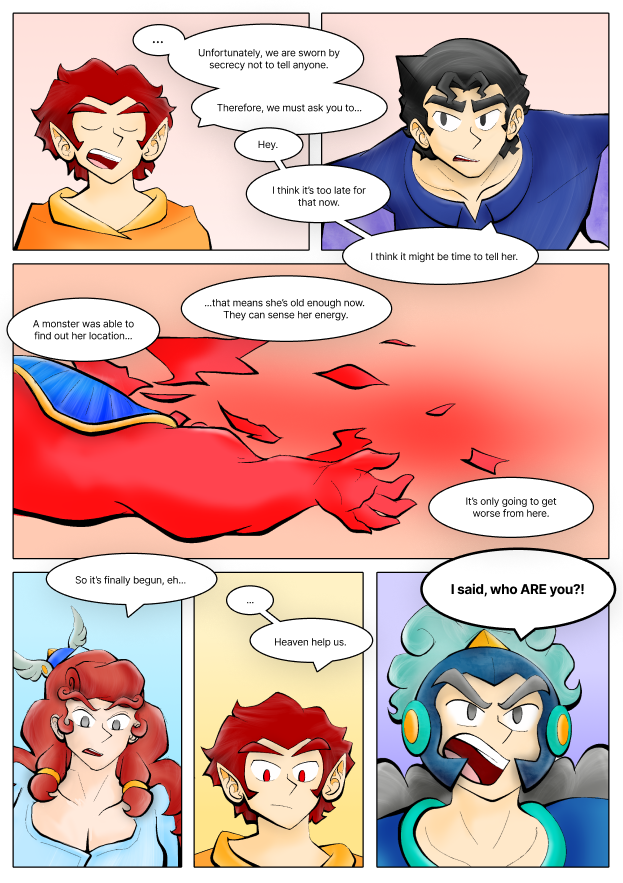 ...
Unfortunately, we are sworn by
secrecy not to tell anyone.
Therefore, we must ask you to...
Hey.
I think it's too late for
that now.
I think it might be time to tell her.
A monster was able to
find out her location...
...that means she's old enough now.
They can sense her energy.
It's only going to get
worse from here.
So it's finally begun, eh...
...
Heaven help us.
I said, who ARE you?!